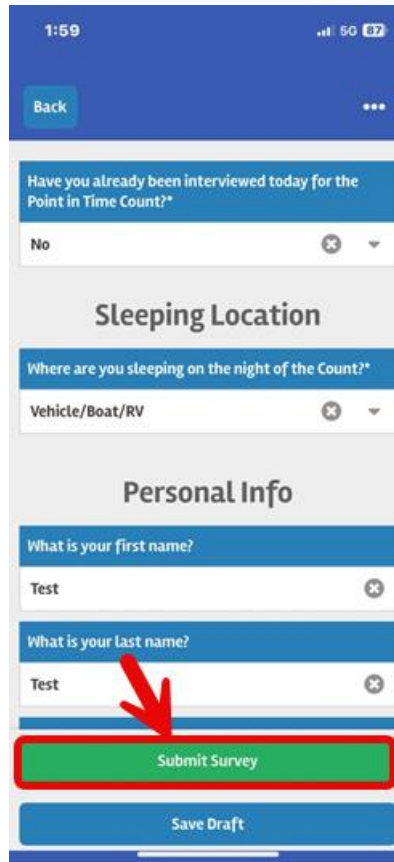 1:59
5G 87
Back
Have you already been interviewed today for the
Point in Time Count?*
No
Sleeping Location
Where are you sleeping on the night of the Count?*
Vehicle/Boat/RV
Personal Info
What is your first name?
Test
What is your last name?
Test
Submit Survey
Save Draft